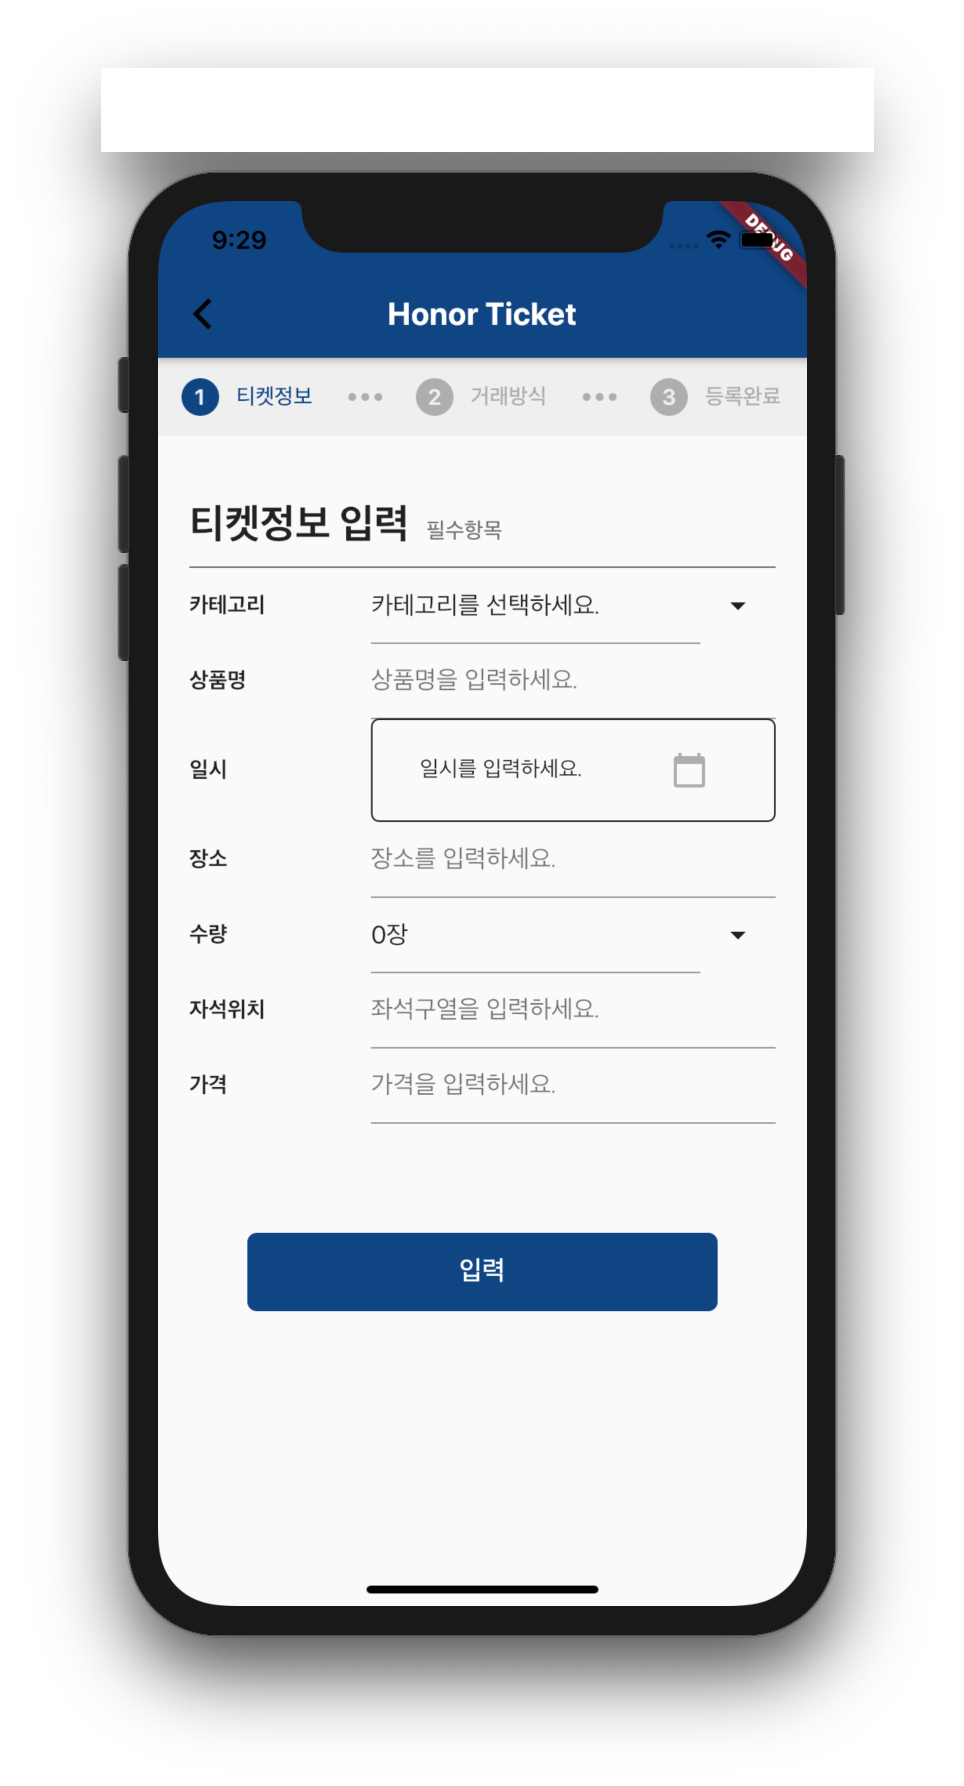 9:29
DEBUG
Honor Ticket
1 티켓정보 ••• 2 거래방식 ••• 3 등록완료
티켓정보 입력 필수항목
카테고리 카테고리를 선택하세요.
상품명 상품명을 입력하세요.
일시 일시를 입력하세요.
장소 장소를 입력하세요.
수량 0장
자석위치 좌석구열을 입력하세요.
가격 가격을 입력하세요.
입력